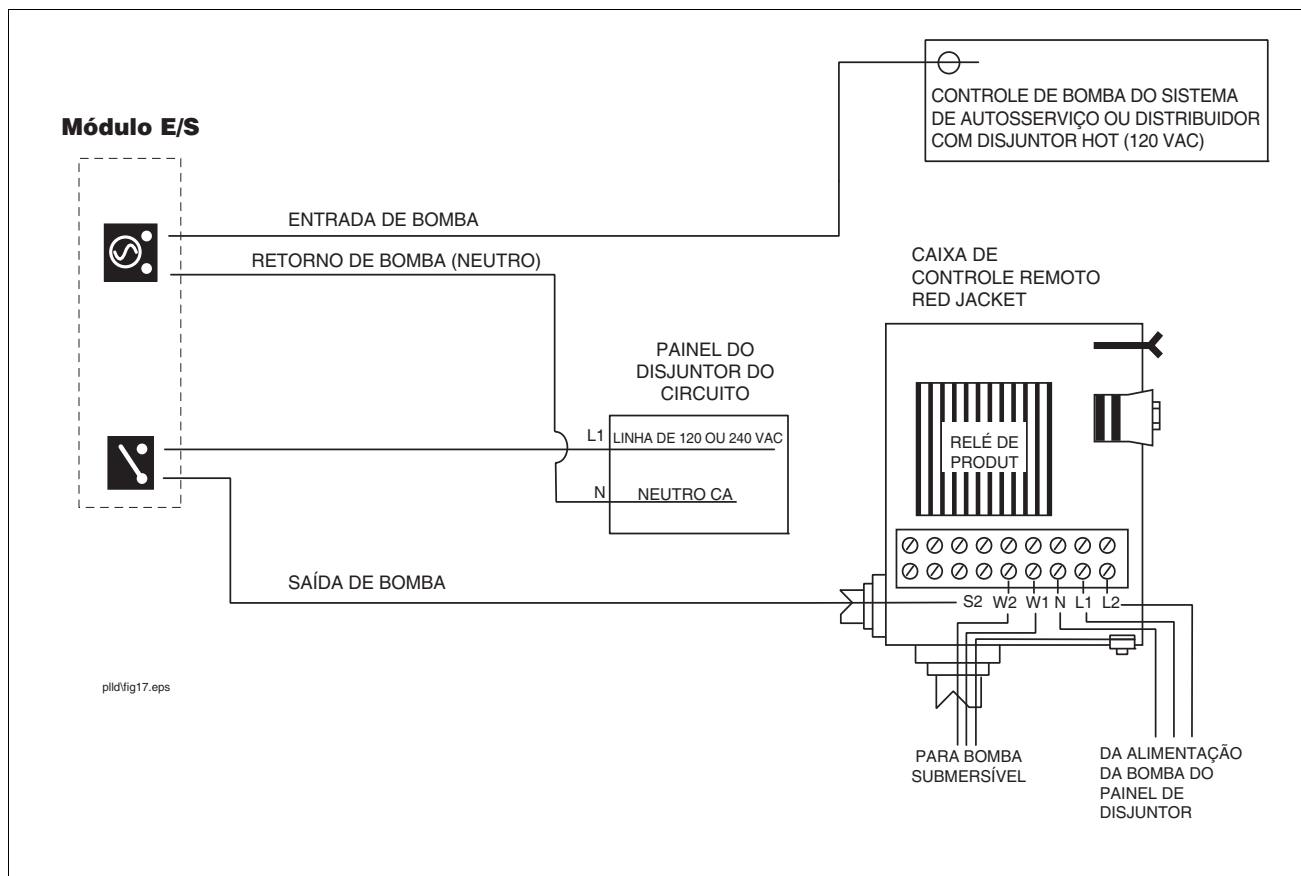 CONTROLE DE BOMBA DO SISTEMA
DE AUTOSSERVIÇO OU DISTRIBUIDOR
COM DISJUNTOR HOT (120 VAC)
Módulo E/S
ENTRADA DE BOMBA
RETORNO DE BOMBA (NEUTRO)
CAIXA DE
CONTROLE REMOTO
RED JACKET
PAINEL DO
DISJUNTOR DO
CIRCUITO
L1 LINHA DE 120 OU 240 VAC
N NEUTRO CA
RELÉ DE
PRODUT
SAÍDA DE BOMBA
S2 W2 W1 N L1 L2
plld\fig17.eps
PARA BOMBA
SUBMERSÍVEL
DA ALIMENTAÇÃO
DA BOMBA DO
PAINEL DE
DISJUNTOR